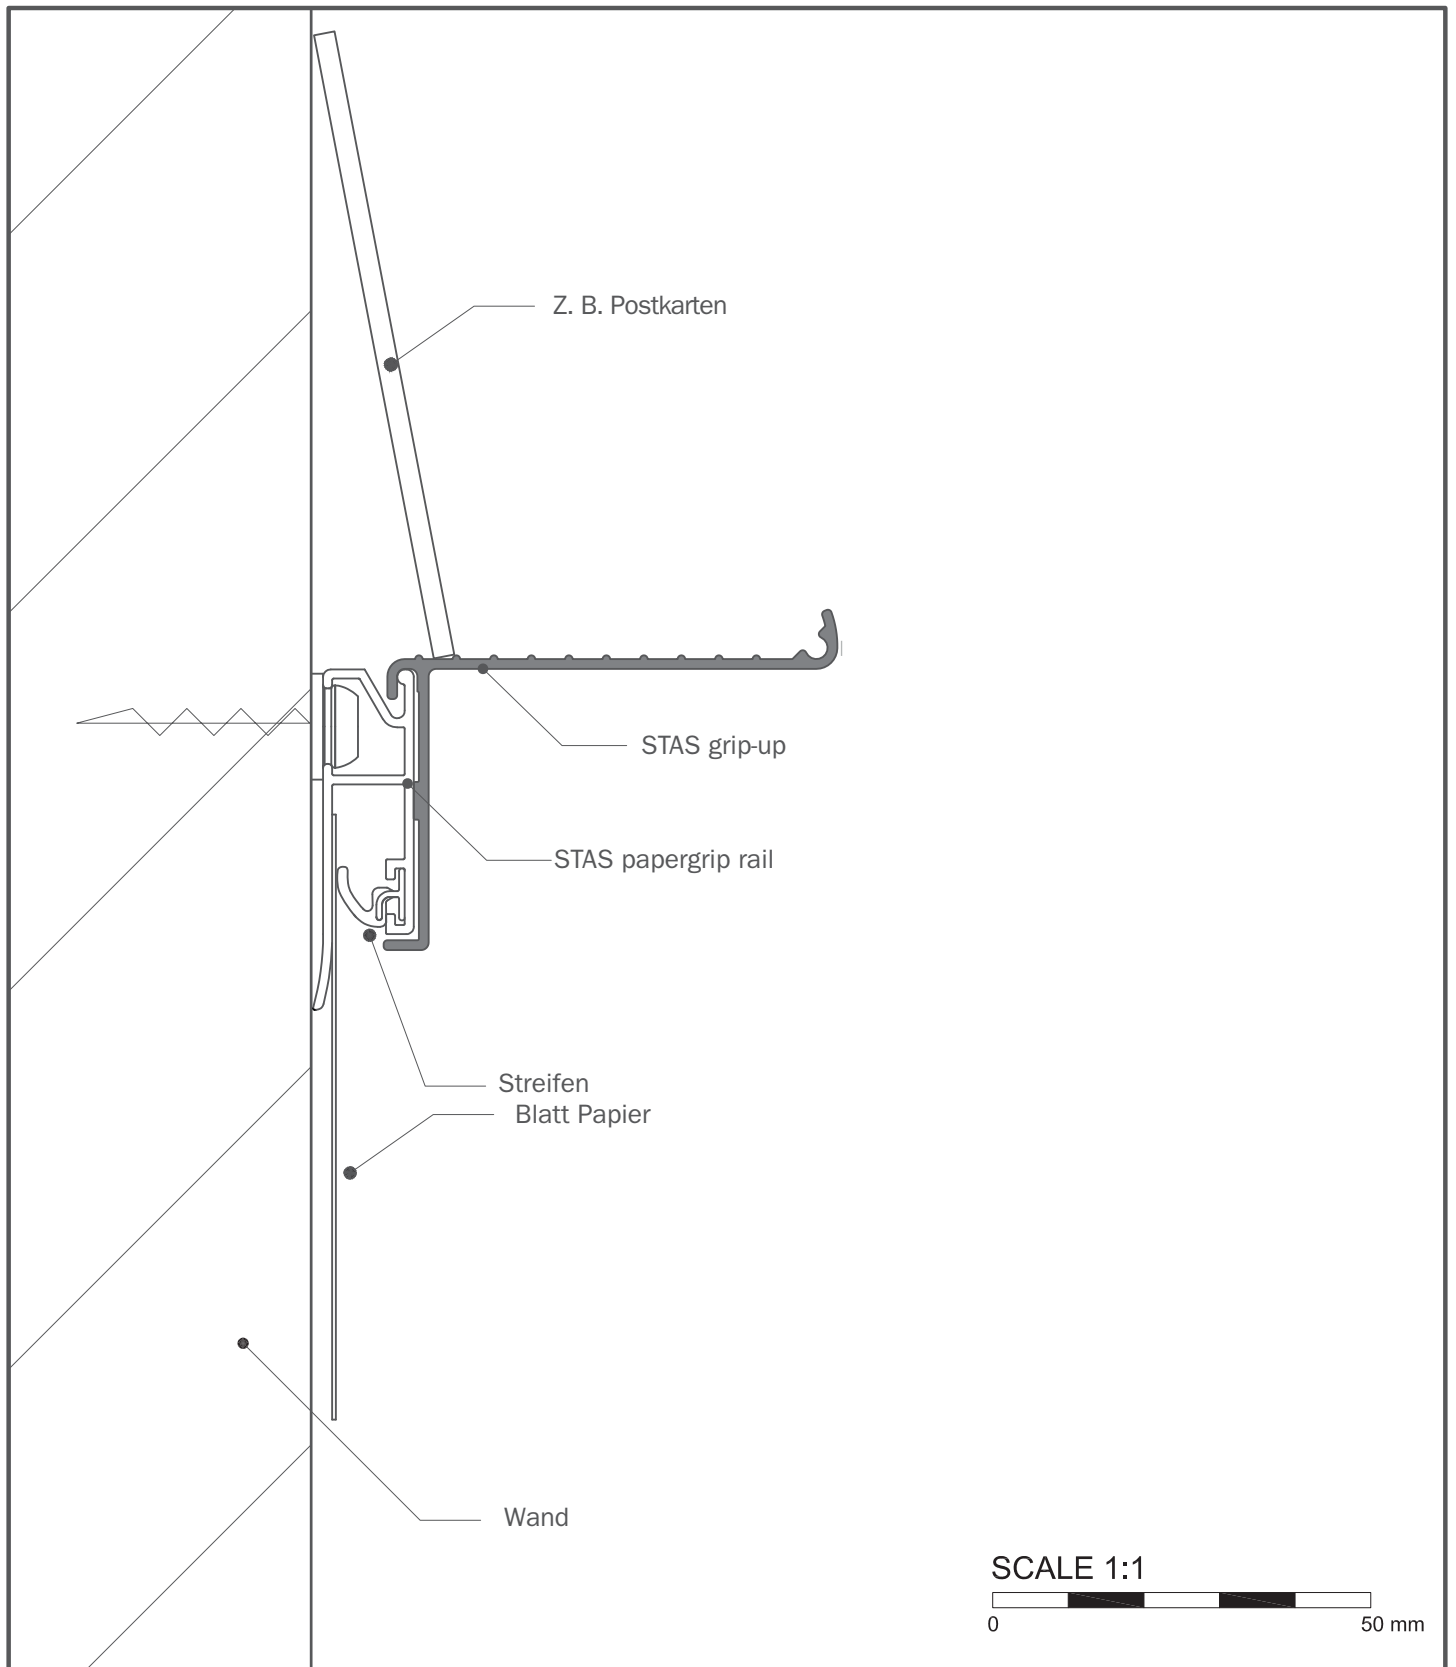 Z. B. Postkarten
STAS grip-up
STAS papergrip rail
Streifen
Blatt Papier
Wand
SCALE 1:1
0 50 mm